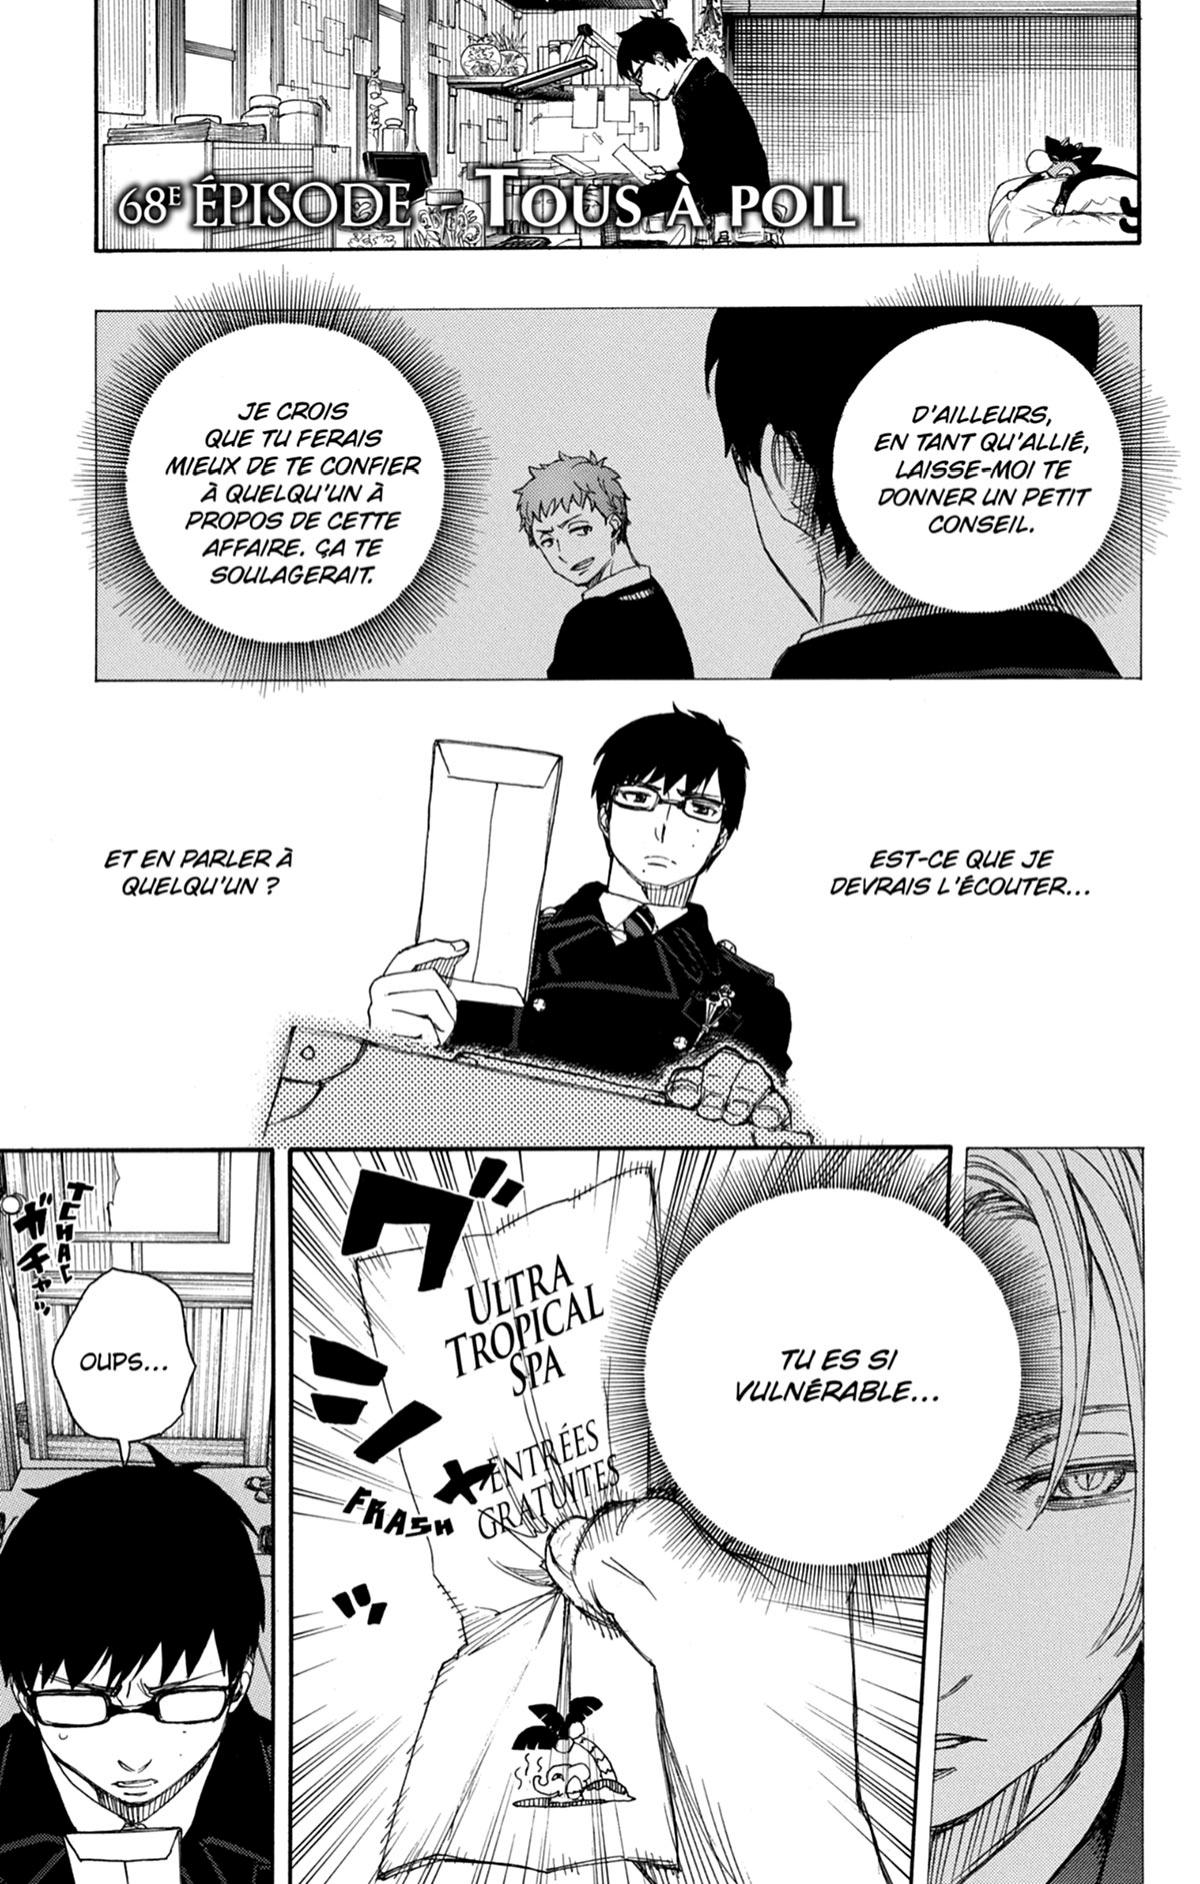 68E ÉPISODE - TOUS À POIL
D'AILLEURS,
EN TANT QU'ALLIÉ,
LAISSE-MOI TE
DONNER UN PETIT
CONSEIL.
JE CROIS
QUE TU FERAIS
MIEUX DE TE CONFIER
À QUELQU'UN À
PROPOS DE CETTE
AFFAIRE. ÇA TE
SOULAGERAIT.
EST-CE QUE JE
DEVRAIS L'ÉCOUTER...
ET EN PARLER À
QUELQU'UN ?
TU ES SI
VULNÉRABLE...
ULTRA
TROPICAL
SPA
ENTRÉES
GRATUITES
グシャ
FRASH
TCHAC
ガチャッ
OUPS...